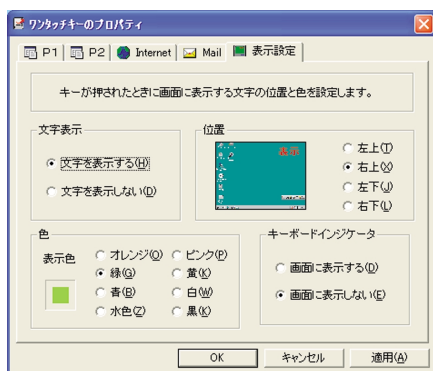 ワンタッチキーのプロパティ
P1 P2 Internet Mail 表示設定
キーが押されたときに画面に表示する文字の位置と色を設定します。
文字表示
文字を表示する(H)
文字を表示しない(D)
位置
表示
左上(T)
右上(X)
左下(J)
右下(L)
色
表示色
オレンジ(O) ピンク(P)
緑(G) 黄(K)
青(B) 白(W)
水色(Z) 黒(K)
キーボードインジケータ
画面に表示する(D)
画面に表示しない(E)
OK キャンセル 適用(A)